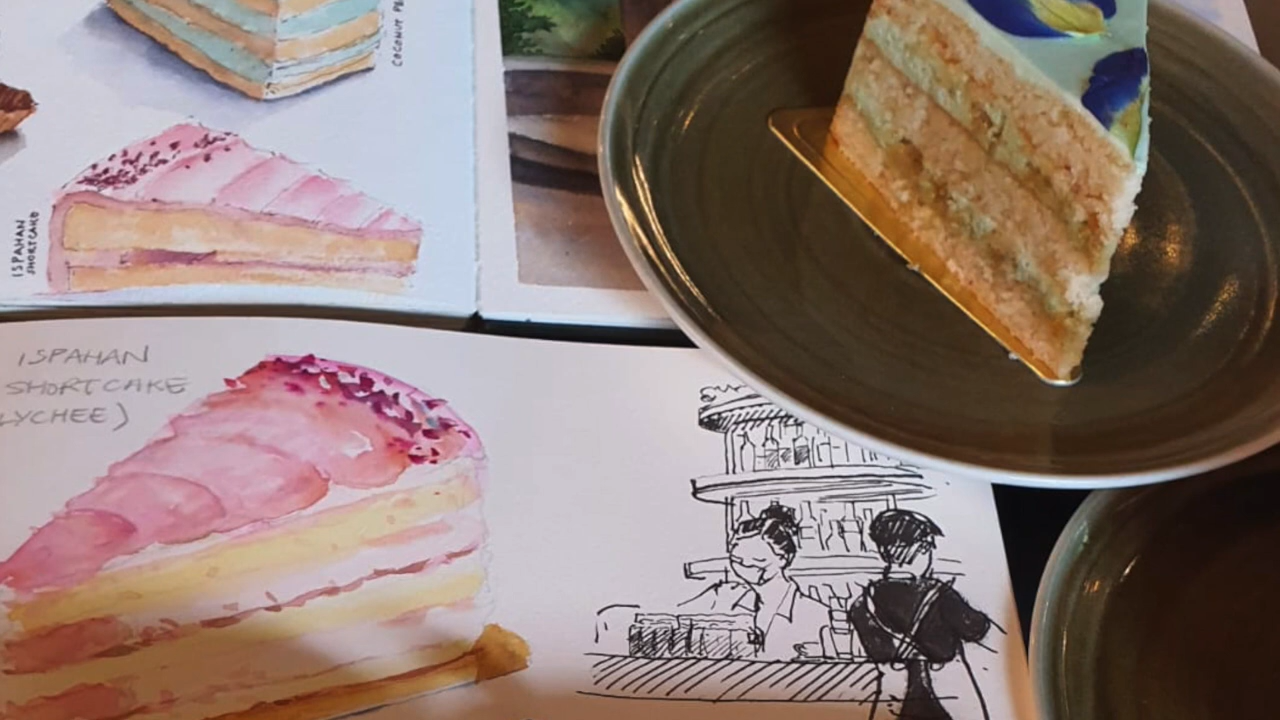 COCONUT
ISPAHAN
SHORTCAKE
ISPAHAN
SHORTCAKE
LYCHEE)